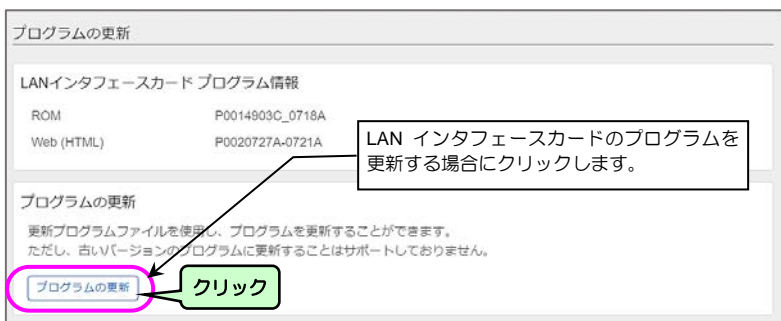 プログラムの更新
LANインタフェースカード プログラム情報
ROM P0014903C_0718A
Web (HTML) P0020727A-0721A
LAN インタフェースカードのプログラムを
更新する場合にクリックします。
プログラムの更新
更新プログラムファイルを使用し、プログラムを更新することができます。
ただし、古いバージョンのプログラムに更新することはサポートしておりません。
プログラムの更新
クリック